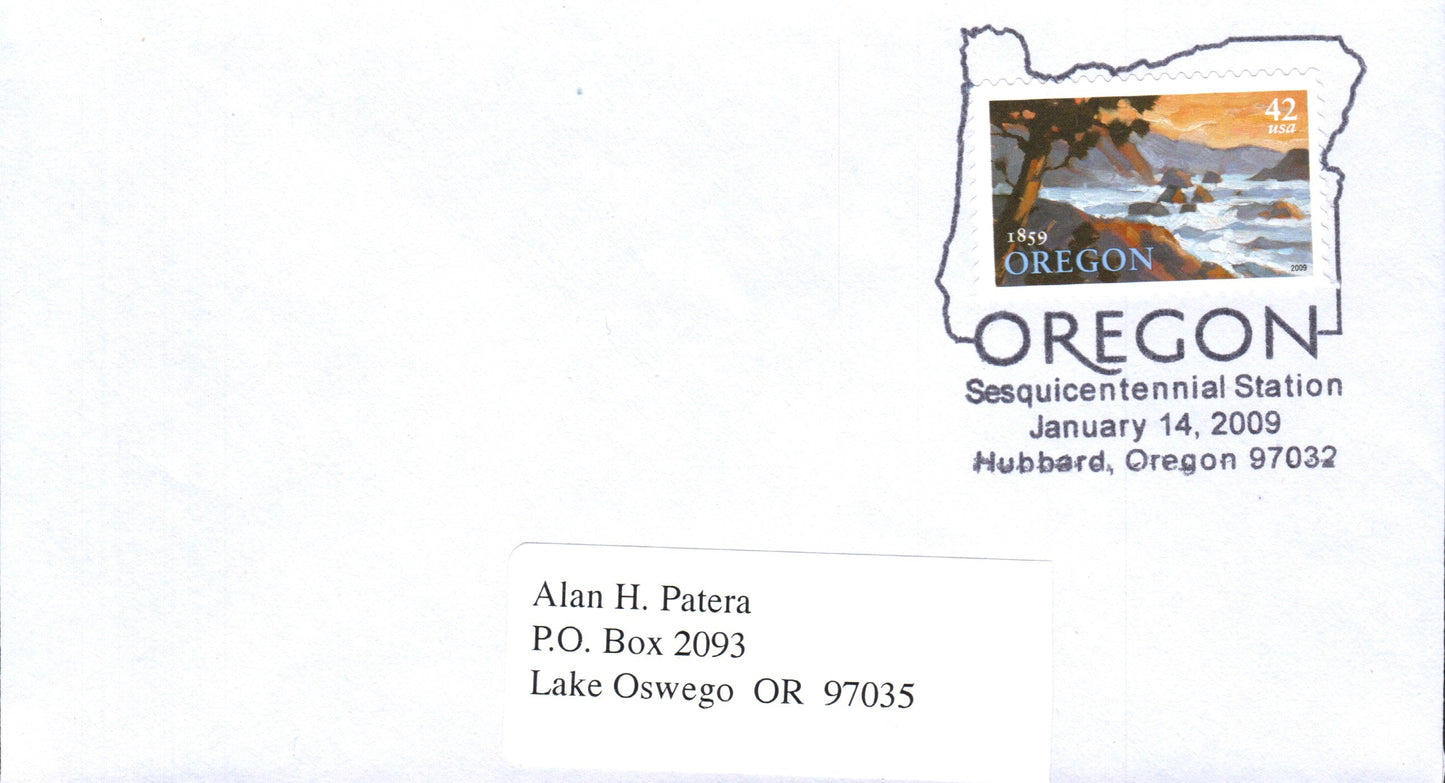 42
usa
1859
OREGON
2009
OREGON
Sesquicentennial Station
January 14, 2009
Hubbard, Oregon 97032
Alan H. Patera
P.O. Box 2093
Lake Oswego OR 97035